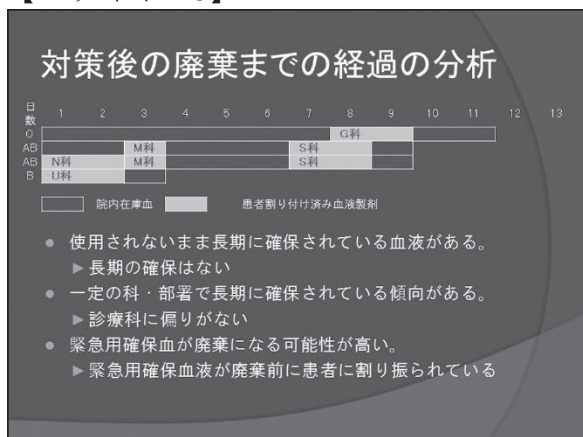 対策後の廃棄までの経過の分析
日数 1 2 3 4 5 6 7 8 9 10 11 12 13
O G科
AB M科 S科
AB N科 M科 S科
B U科
院内在庫血 患者割り付け済み血液製剤
● 使用されないまま長期に確保されている血液がある。
▶長期の確保はない
● 一定の科・部署で長期に確保されている傾向がある。
▶診療科に偏りがない
● 緊急用確保血が廃棄になる可能性が高い。
▶緊急用確保血液が廃棄前に患者に割り振られている